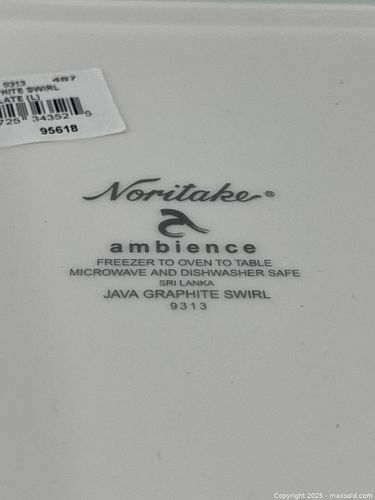 9313 487
HITE SWIRL
LATE (L)
725 34352 5
95618
Noritake®
ambience
FREEZER TO OVEN TO TABLE
MICROWAVE AND DISHWASHER SAFE
SRI LANKA
JAVA GRAPHITE SWIRL
9313
Copyright © 2025 - maxsold.com